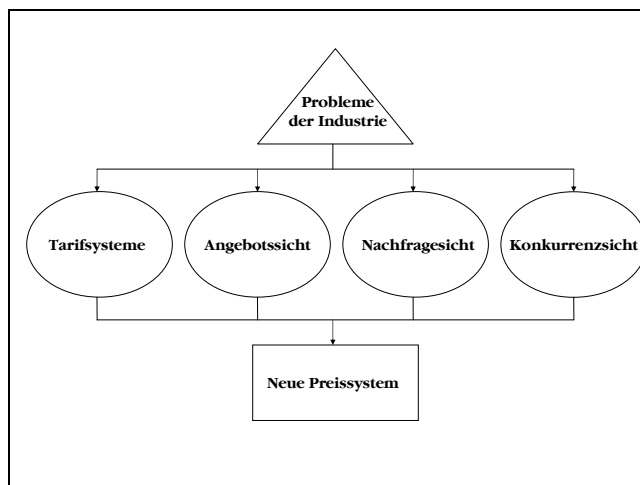 Probleme
der Industrie
Tarifsysteme
Angebotssicht
Nachfragesicht
Konkurrenzsicht
Neue Preissystem